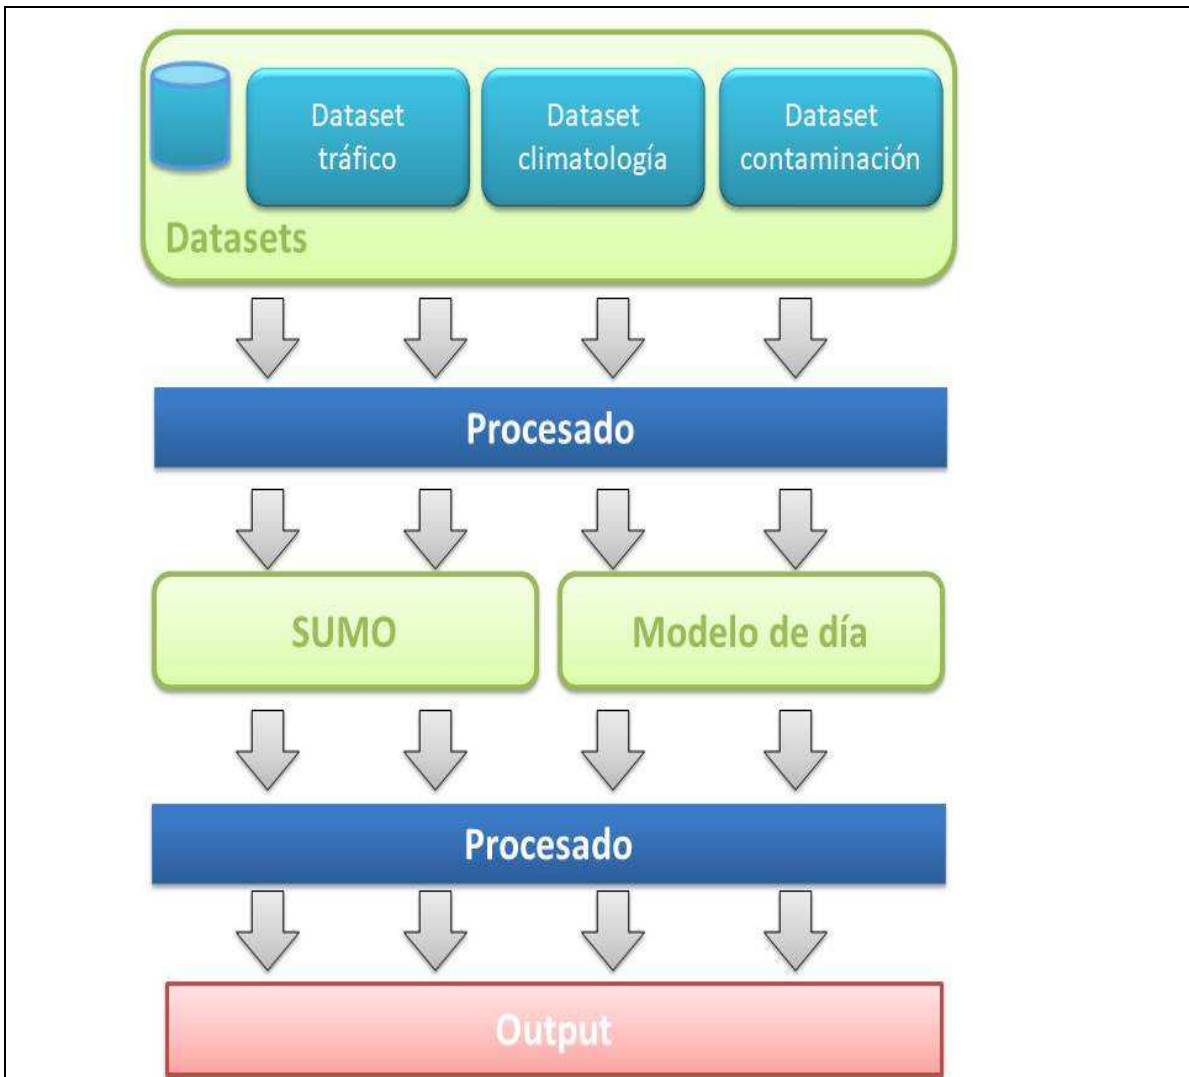 Dataset
tráfico
Dataset
climatología
Dataset
contaminación
Datasets
Procesado
SUMO
Modelo de día
Procesado
Output